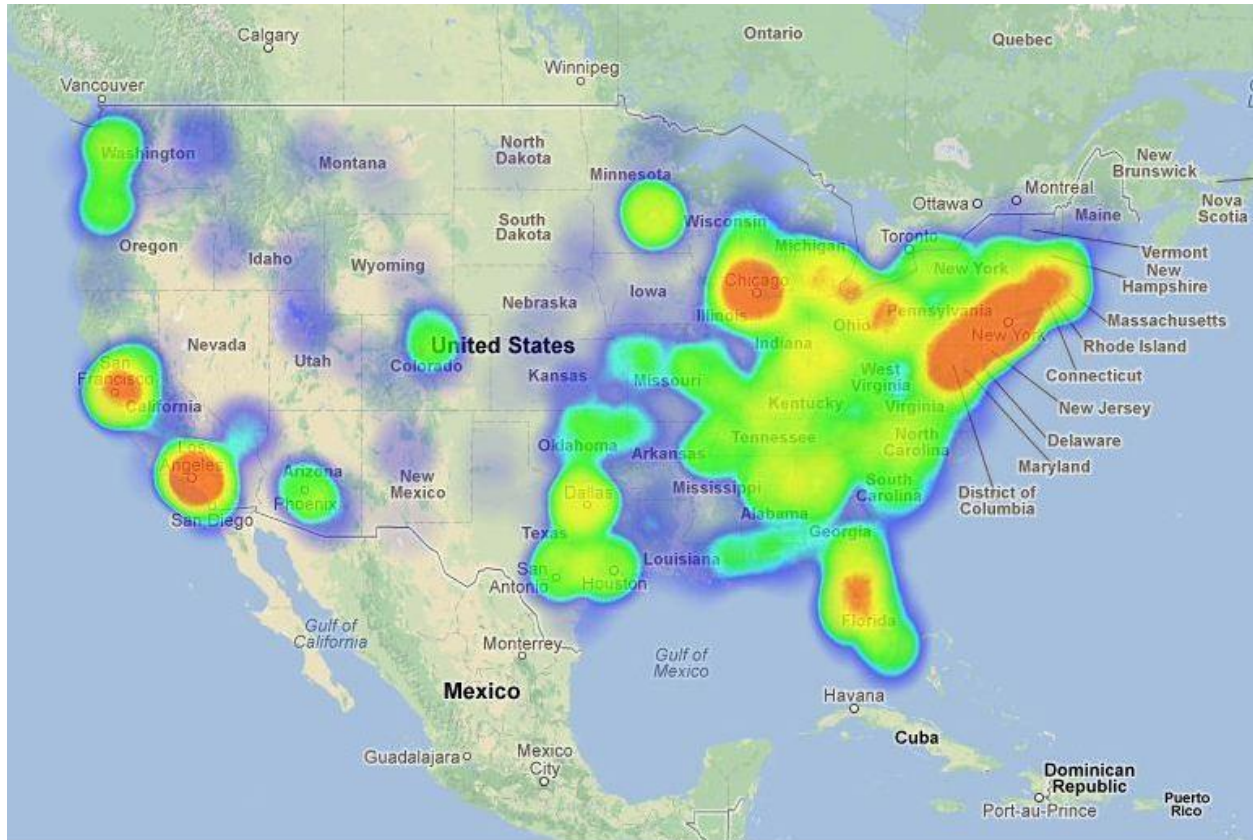 Calgary
Ontario
Quebec
Winnipeg
Vancouver
Washington
Montana
North
Dakota
Minnesota
New
Brunswick
Montreal
Ottawa
Nova
Scotia
Maine
Oregon
Idaho
Wyoming
South
Dakota
Wisconsin
Michigan
Toronto
Vermont
New York
New
Hampshire
Chicago
Nebraska
Iowa
Illinois
Ohio
Pennsylvania
Massachusetts
New York
Rhode Island
Nevada
Utah
Colorado
United States
Indiana
Kansas
Missouri
West
Virginia
Connecticut
San
Francisco
California
Kentucky
Virginia
New Jersey
Oklahoma
Arkansas
Tennessee
North
Carolina
Delaware
Maryland
Los
Angeles
Arizona
Phoenix
New
Mexico
Dallas
Mississippi
South
Carolina
District of
Columbia
San Diego
Alabama
Texas
Georgia
Louisiana
San
Antonio
Houston
Florida
Gulf of
California
Monterrey
Gulf of
Mexico
Mexico
Havana
Cuba
Guadalajara
Mexico
City
Dominican
Republic
Port-au-Prince
Puerto
Rico